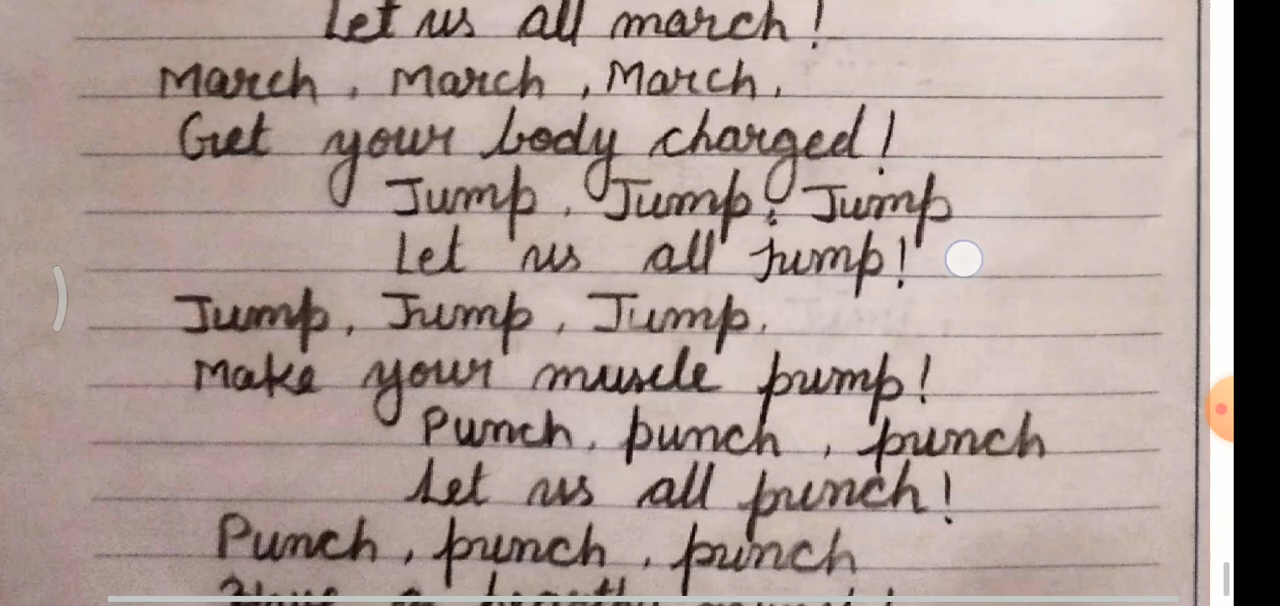 Let us all march!
March, March, March,
Get your body charged!
Jump, Jump, Jump
Let us all Jump!
Jump, Jump, Jump,
Make your muscle pump!
Punch, punch, punch
Let us all punch!
Punch, punch, punch